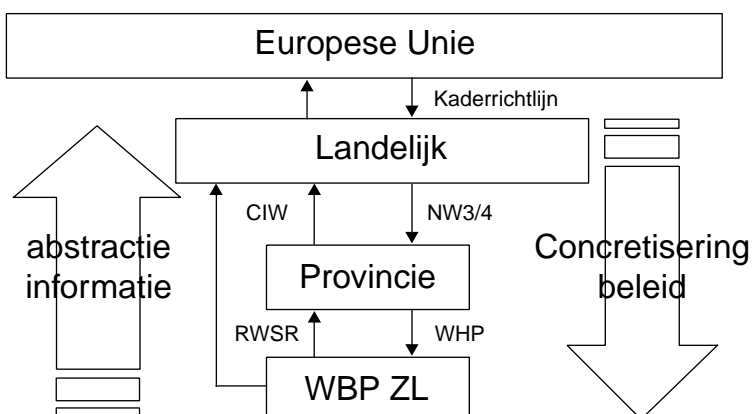 Europese Unie
Kaderrichtlijn
Landelijk
CIW
NW3/4
abstractie
informatie
Provincie
Concretisering
beleid
RWSR
WHP
WBP ZL